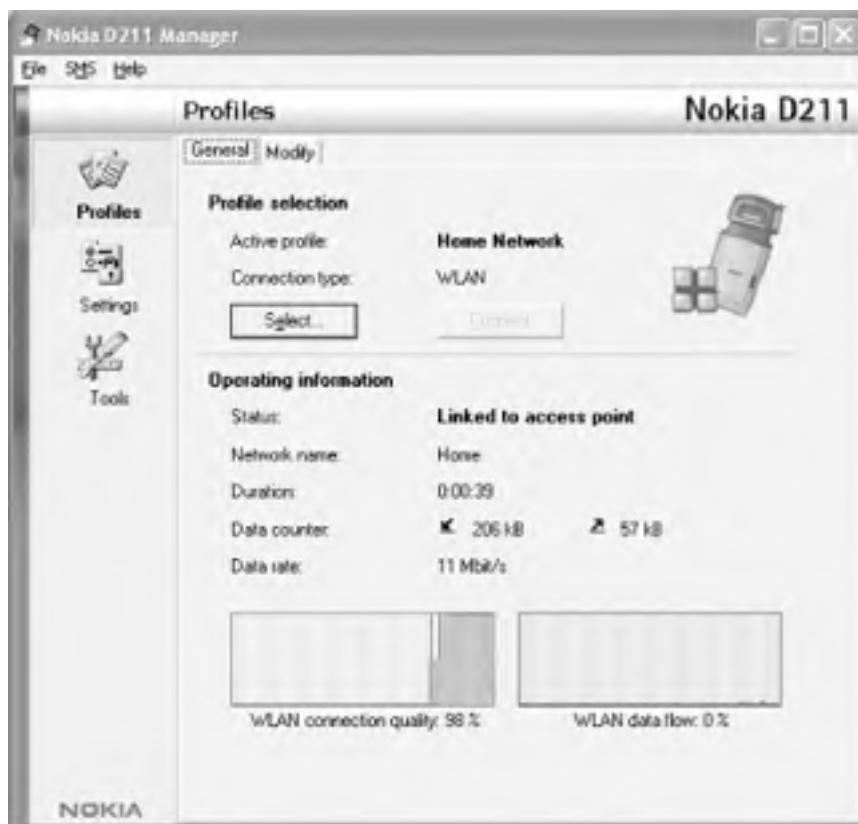 Nokia D211 Manager
File SMS Help
Profiles Nokia D211
General Modify
Profiles
Settings
Tools
Profile selection
Active profile: Home Network
Connection type: WLAN
Select... Connect
Operating information
Status: Linked to access point
Network name: Home
Duration: 0:00:39
Data counter: 206 kB 57 kB
Data rate: 11 Mbit/s
WLAN connection quality: 98 % WLAN data flow: 0 %
NOKIA